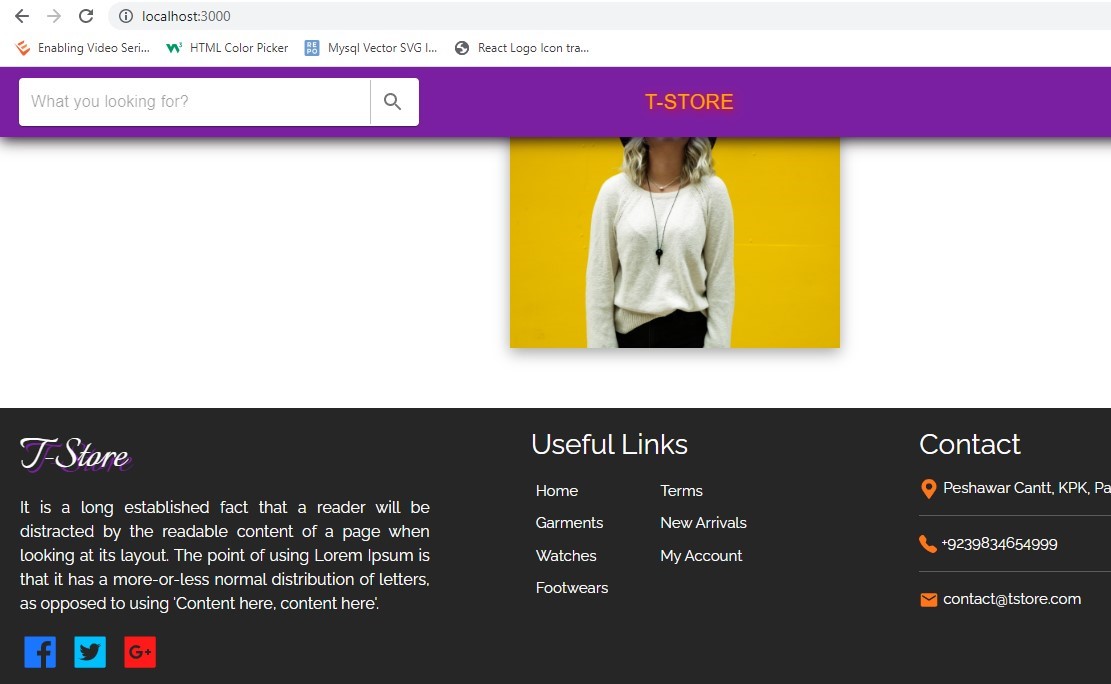 localhost:3000
Enabling Video Seri...
HTML Color Picker
Mysql Vector SVG I...
React Logo Icon tra...
What you looking for?
T-STORE
T-Store
It is a long established fact that a reader will be
distracted by the readable content of a page when
looking at its layout. The point of using Lorem Ipsum is
that it has a more-or-less normal distribution of letters,
as opposed to using 'Content here, content here'.
Useful Links
Home
Garments
Watches
Footwears
Terms
New Arrivals
My Account
Contact
Peshawar Cantt, KPK, Pa
+9239834654999
contact@tstore.com